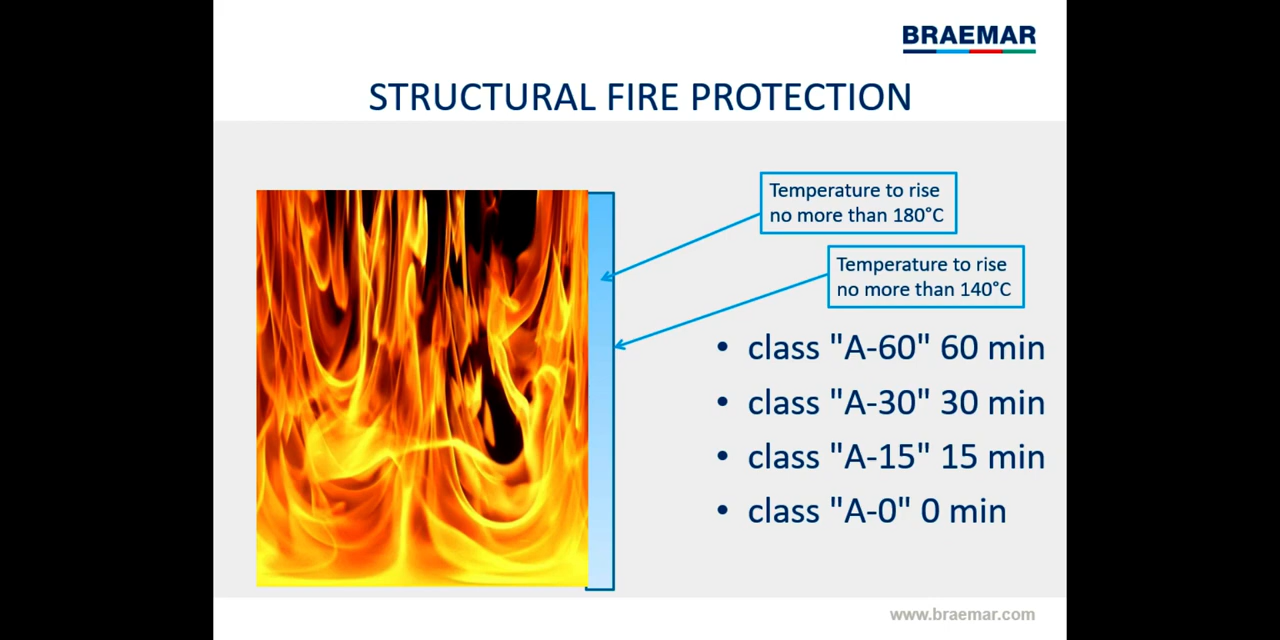 BRAEMAR
STRUCTURAL FIRE PROTECTION
Temperature to rise
no more than 180°C
Temperature to rise
no more than 140°C
• class "A-60" 60 min
• class "A-30" 30 min
• class "A-15" 15 min
• class "A-0" 0 min
www.braemar.com